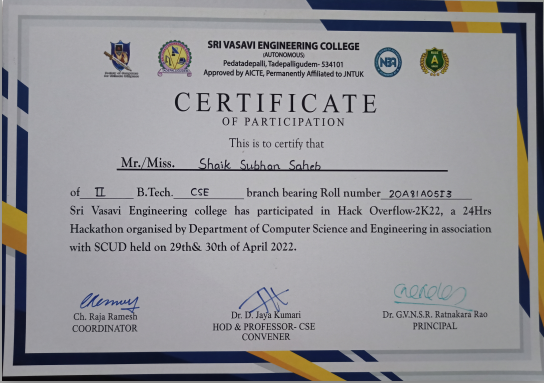 SRI VASAVI ENGINEERING COLLEGE
(AUTONOMOUS)
Pedatadepalli, Tadepalligudem- 534101
Approved by AICTE, Permanently Affiliated to JNTUK
NBA
A
CERTIFICATE
OF PARTICIPATION
This is to certify that
Mr./Miss. Shaik Subhan Saheb
of II B.Tech. CSE branch bearing Roll number 20A81A05I3
Sri Vasavi Engineering college has participated in Hack Overflow-2K22, a 24Hrs
Hackathon organised by Department of Computer Science and Engineering in association
with SCUD held on 29th& 30th of April 2022.
Ch. Raja Ramesh
COORDINATOR
Dr. D. Jaya Kumari
HOD & PROFESSOR- CSE
CONVENER
Dr. G.V.N.S.R. Ratnakara Rao
PRINCIPAL